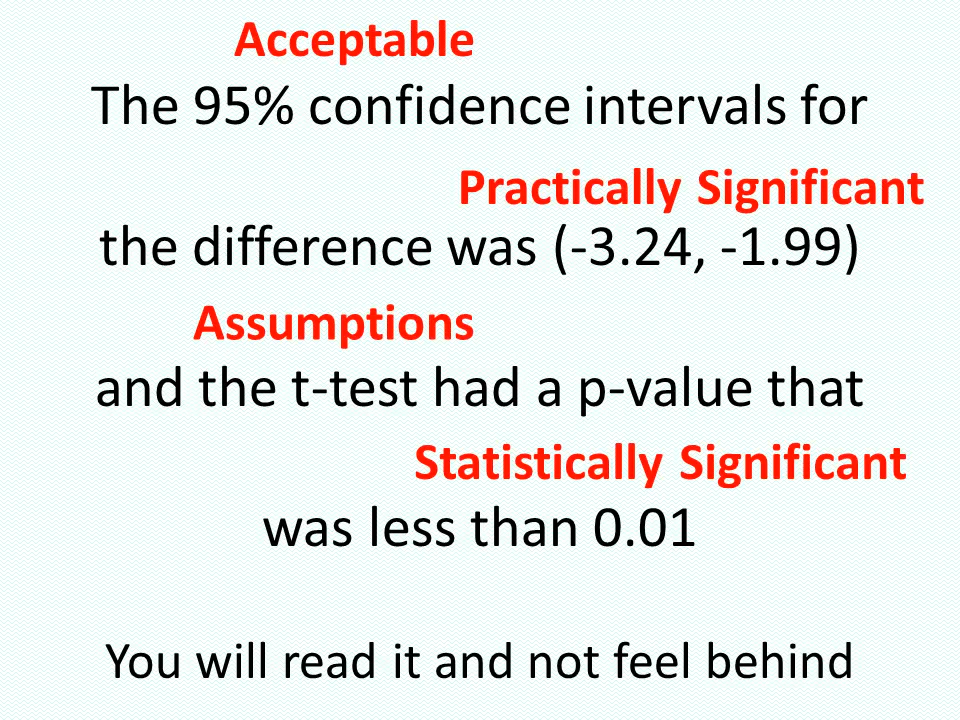 Acceptable
The 95% confidence intervals for
Practically Significant
the difference was (-3.24, -1.99)
Assumptions
and the t-test had a p-value that
Statistically Significant
was less than 0.01
You will read it and not feel behind